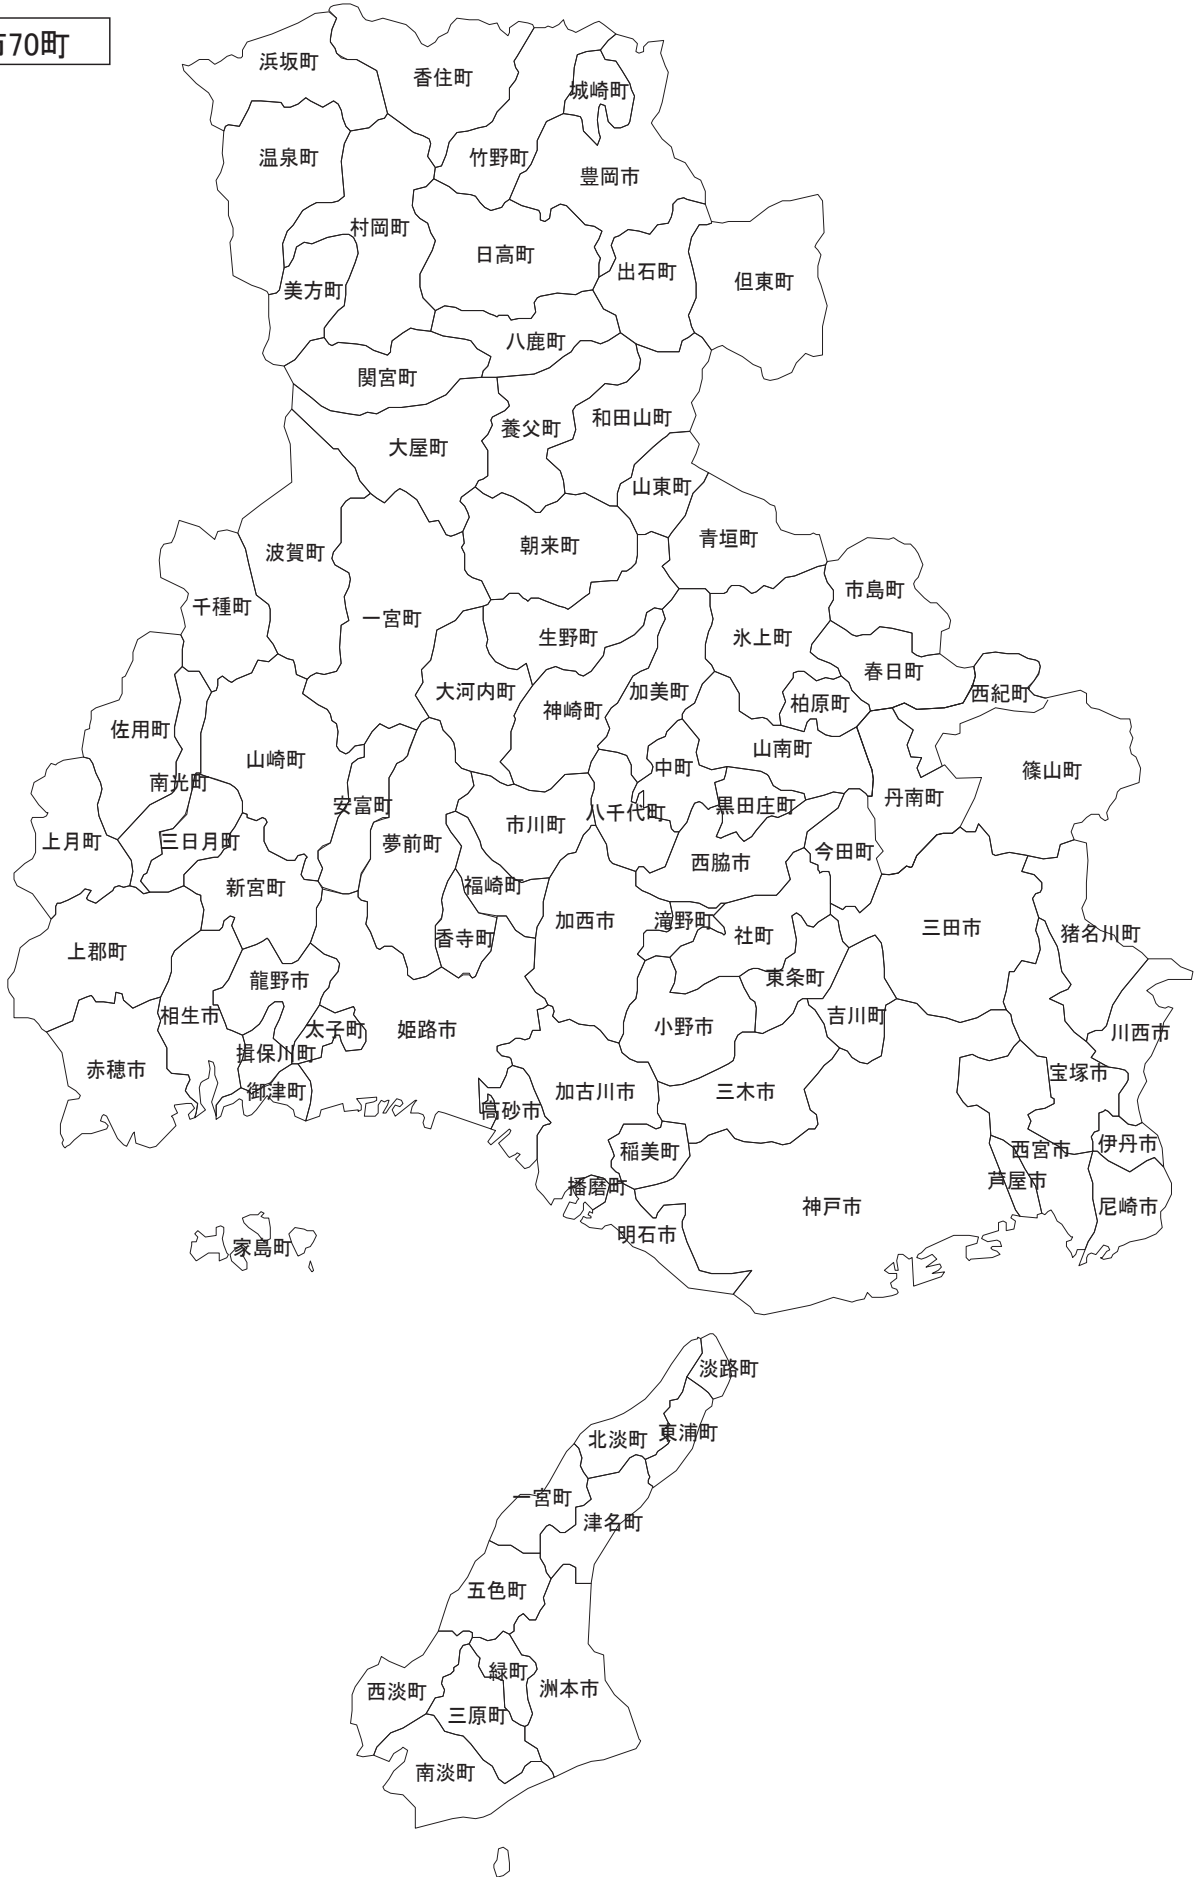 市70町
浜坂町
香住町
城崎町
温泉町
竹野町
豊岡市
村岡町
日高町
出石町
但東町
美方町
八鹿町
関宮町
和田山町
養父町
大屋町
山東町
青垣町
朝来町
波賀町
市島町
千種町
一宮町
生野町
氷上町
春日町
大河内町
加美町
西紀町
柏原町
神崎町
佐用町
山南町
山崎町
中町
篠山町
南光町
丹南町
安富町
黒田庄町
八千代町
市川町
上月町
三日月町
夢前町
今田町
西脇市
福崎町
新宮町
加西市
滝野町
三田市
社町
猪名川町
香寺町
上郡町
東条町
龍野市
相生市
吉川町
小野市
太子町
姫路市
川西市
揖保川町
赤穂市
宝塚市
御津町
加古川市
三木市
高砂市
伊丹市
稲美町
西宮市
芦屋市
播磨町
神戸市
尼崎市
明石市
家島町
淡路町
東浦町
北淡町
一宮町
津名町
五色町
緑町
洲本市
西淡町
三原町
南淡町